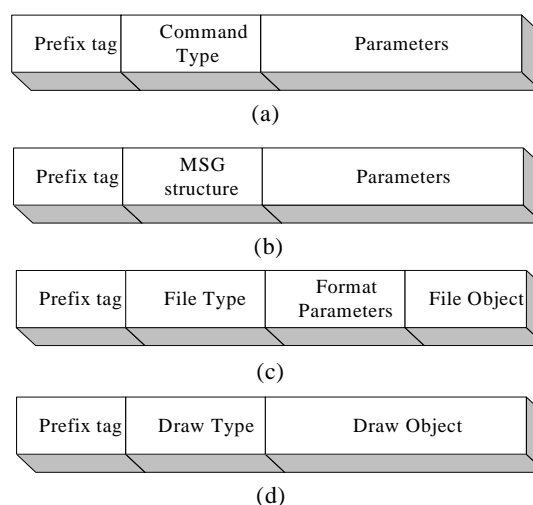 Prefix tag
Command
Type
Parameters
(a)
Prefix tag
MSG
structure
Parameters
(b)
Prefix tag
File Type
Format
Parameters
File Object
(c)
Prefix tag
Draw Type
Draw Object
(d)